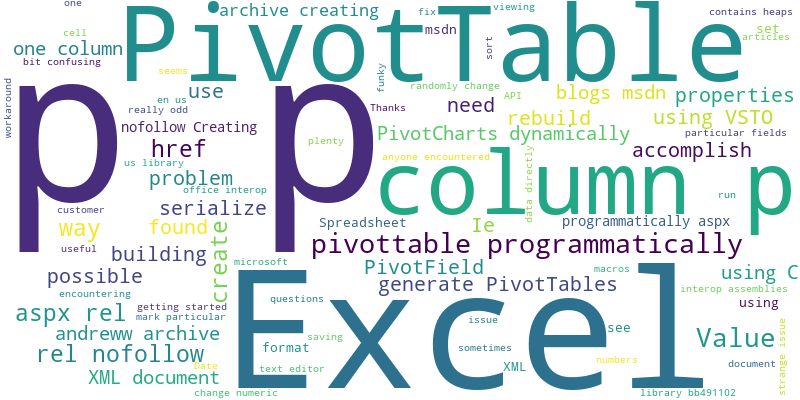 one
archive creating
fix
viewing
contains heaps
PivotTable
msdn
set
articles
one column
cell
sort
bit confusing
seems
funky
workaround
en us
use
randomly change
API
blogs msdn
properties
really odd
Thanks
need
rebuild
using VSTO
nofollow Creating
PivotCharts dynamically
particular fields
p p
href
plenty
accomplish
us library
anyone encountered
column p
problem
office interop
data directly
run
customer
serialize
Spreadsheet
Ie
programmatically aspx
way
found
create
useful
building
pivottable programmatically
microsoft
PivotField
macros
using C
possible
generate PivotTables
interop assemblies
encountering
Excel
questions
using
getting started
aspx rel
mark particular
saving
issue
strange issue
andreww archive
see
Value
format
sometimes
rel nofollow
numbers
Date
text editor
XML
document
XML document
change numeric
library bb491102